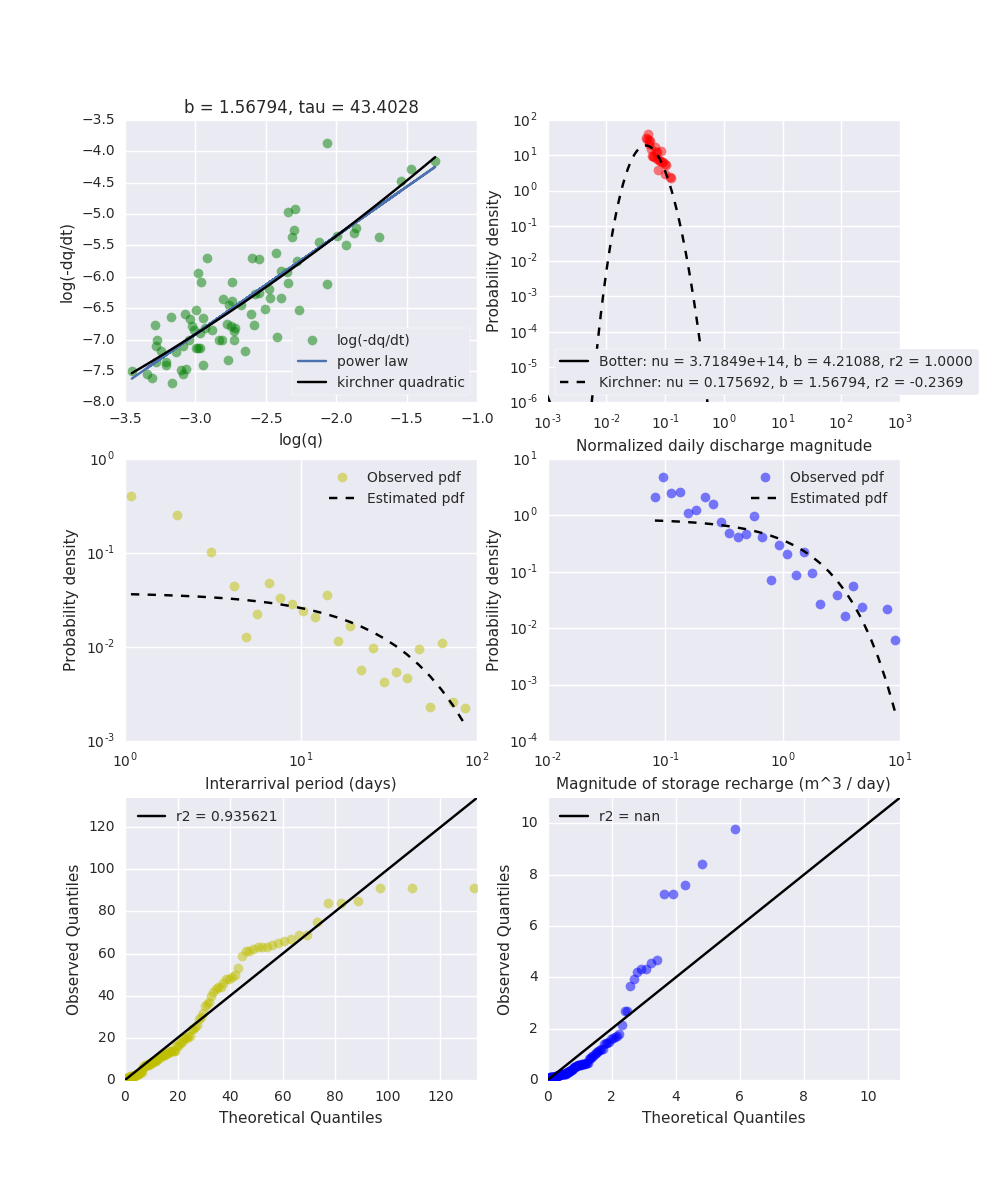 b = 1.56794, tau = 43.4028
−3.5
−4.0
−4.5
−5.0
−5.5
−6.0
−6.5
−7.0
−7.5
−8.0
log(-dq/dt)
log(-dq/dt)
power law
kirchner quadratic
−3.5 −3.0 −2.5 −2.0 −1.5 −1.0
log(q)
10^2
10^1
10^0
10^-1
10^-2
10^-3
10^-4
10^-5
10^-6
Probability density
Botter: nu = 3.71849e+14, b = 4.21088, r2 = 1.0000
Kirchner: nu = 0.175692, b = 1.56794, r2 = -0.2369
10^-3 10^-2 10^-1 10^0 10^1 10^2 10^3
Normalized daily discharge magnitude
10^0
10^-1
10^-2
10^-3
Probability density
Observed pdf
Estimated pdf
10^0 10^1 10^2
Interarrival period (days)
10^1
10^0
10^-1
10^-2
10^-3
10^-4
Probability density
Observed pdf
Estimated pdf
10^-2 10^-1 10^0 10^1
Magnitude of storage recharge (m^3 / day)
r2 = 0.935621
120
100
80
60
40
20
0
Observed Quantiles
0 20 40 60 80 100 120
Theoretical Quantiles
r2 = nan
10
8
6
4
2
0
Observed Quantiles
0 2 4 6 8 10
Theoretical Quantiles